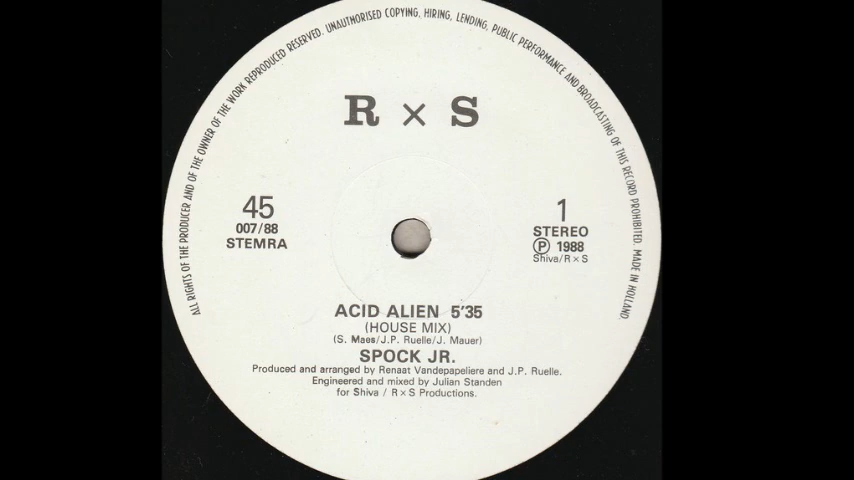 ALL RIGHTS OF THE PRODUCER AND OF THE OWNER OF THE WORK REPRODUCED RESERVED. UNAUTHORISED COPYING, HIRING, LENDING, PUBLIC PERFORMANCE AND BROADCASTING OF THIS RECORD PROHIBITED. MADE IN HOLLAND
R × S
45
007/88
STEMRA
1
STEREO
Ⓟ 1988
Shiva/R×S
ACID ALIEN 5'35
(HOUSE MIX)
(S. Maes/J.P. Ruelle/J. Mauer)
SPOCK JR.
Produced and arranged by Renaat Vandepapeliere and J.P. Ruelle.
Engineered and mixed by Julian Standen
for Shiva / R×S Productions.